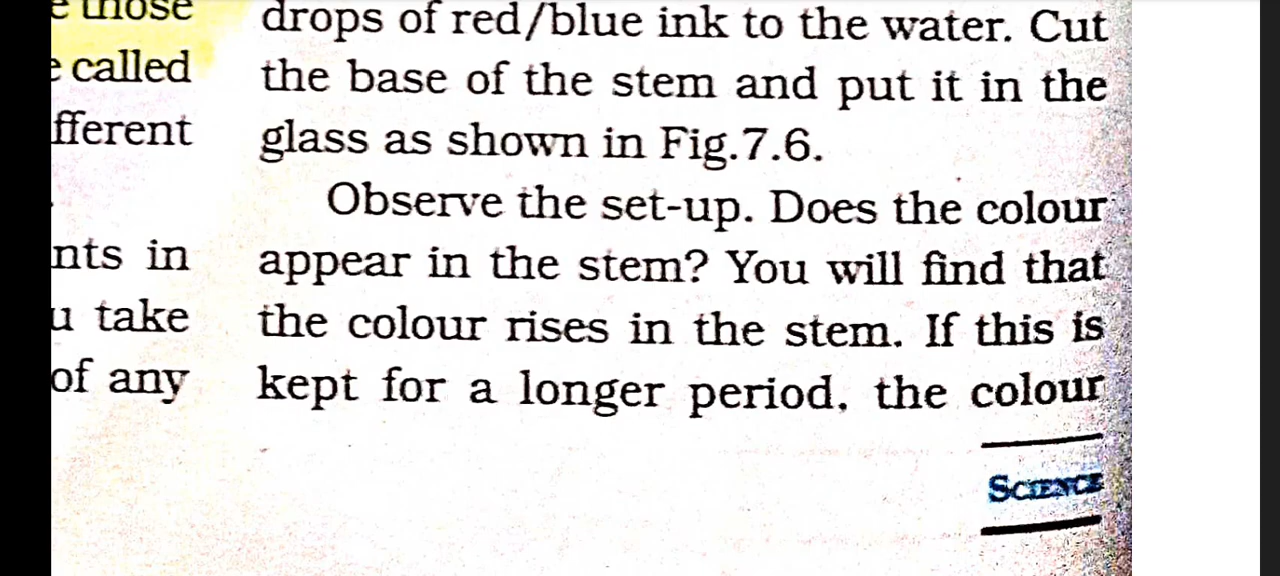 those
called
fferent
nts in
u take
of any
drops of red/blue ink to the water. Cut
the base of the stem and put it in the
glass as shown in Fig.7.6.
Observe the set-up. Does the colour
appear in the stem? You will find that
the colour rises in the stem. If this is
kept for a longer period, the colour
SCIENCE